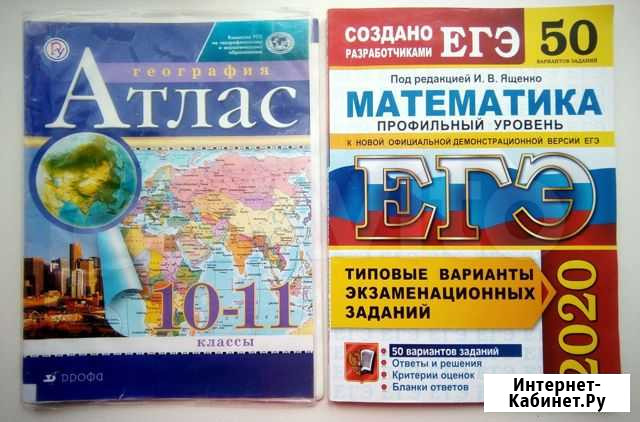 география
Атлас
10-11
классы
дрофа
СОЗДАНО
РАЗРАБОТЧИКАМИ
ЕГЭ
50
ВАРИАНТОВ ЗАДАНИЙ
Под редакцией И. В. Ященко
МАТЕМАТИКА
ПРОФИЛЬНЫЙ УРОВЕНЬ
К НОВОЙ ОФИЦИАЛЬНОЙ ДЕМОНСТРАЦИОННОЙ ВЕРСИИ ЕГЭ
ЕГЭ
ТИПОВЫЕ ВАРИАНТЫ
ЭКЗАМЕНАЦИОННЫХ
ЗАДАНИЙ
2020
50 вариантов заданий
Ответы и решения
Критерии оценок
Бланки ответов
Интернет-
Кабинет.Ру